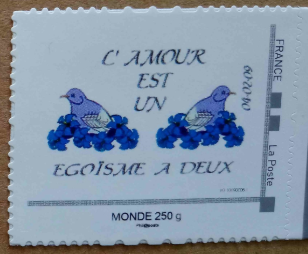 C'AMOUR
EST
UN
EGOÏSME A DEUX
FRANCE
La Poste
MONDE 250 g